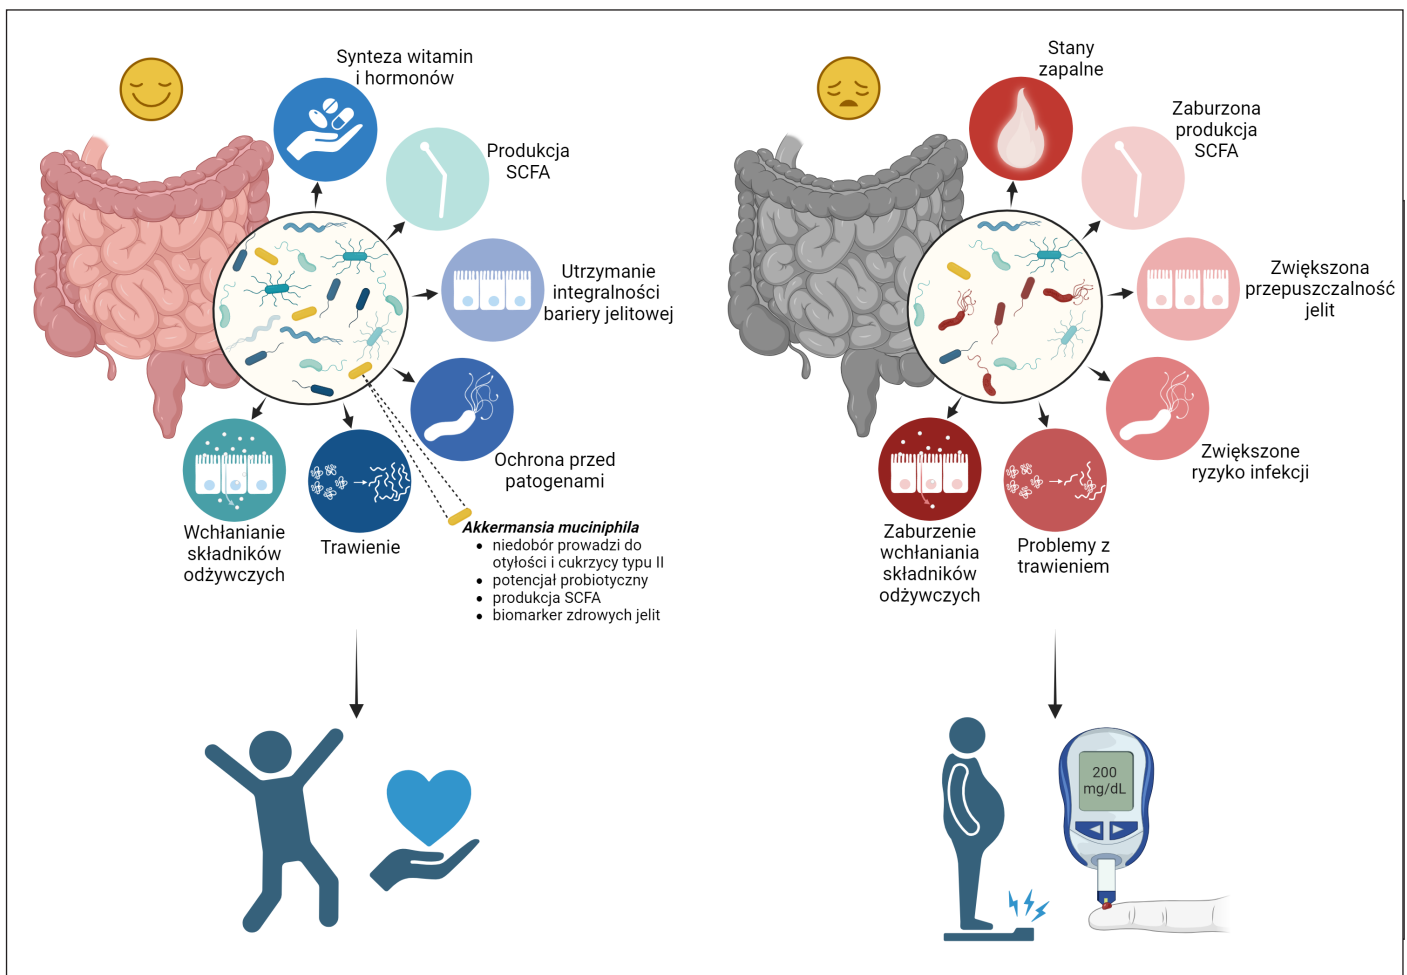 Synteza witamin
i hormonów
Produkcja
SCFA
Utrzymanie
integralności
bariery jelitowej
Ochrona przed
patogenami
Trawienie
Wchłanianie
składników
odżywczych
Akkermansia muciniphila
• niedobór prowadzi do
otyłości i cukrzycy typu II
• potencjał probiotyczny
• produkcja SCFA
• biomarker zdrowych jelit
Stany
zapalne
Zaburzona
produkcja
SCFA
Zwiększona
przepuszczalność
jelit
Zwiększone
ryzyko infekcji
Problemy z
trawieniem
Zaburzenie
wchłaniania
składników
odżywczych
200
mg/dL